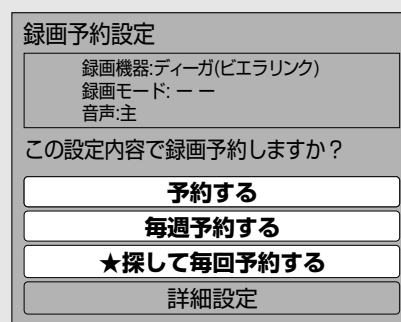 録画予約設定
録画機器:ディーガ(ビエラリンク)
録画モード: － －
音声:主
この設定内容で録画予約しますか？
予約する
毎週予約する
★探して毎回予約する
詳細設定